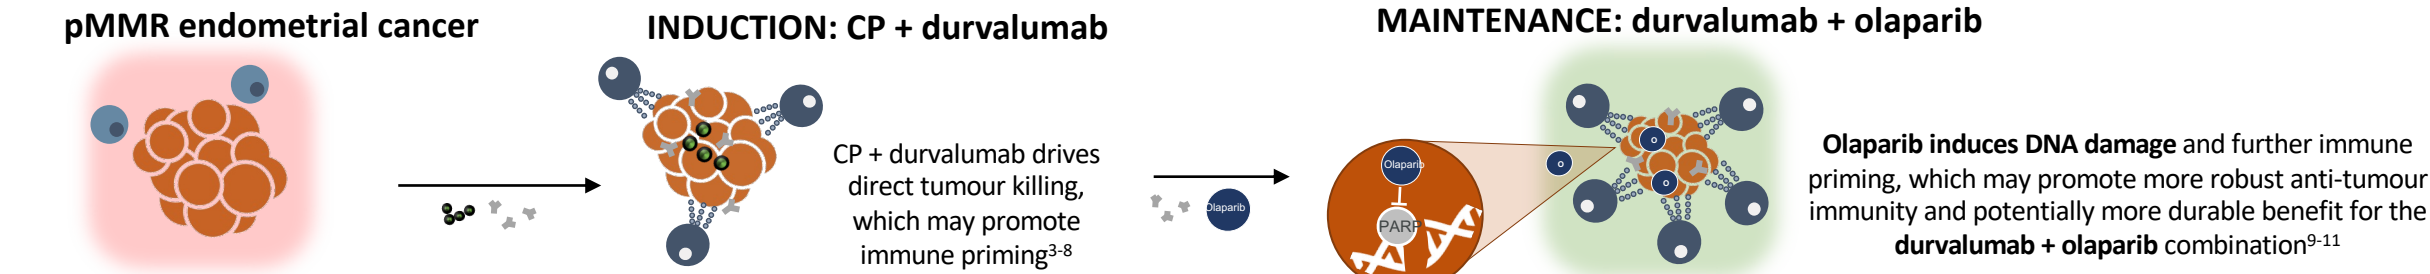 pMMR endometrial cancer
INDUCTION: CP + durvalumab
CP + durvalumab drives
direct tumour killing,
which may promote
immune priming3-8
Olaparib
MAINTENANCE: durvalumab + olaparib
Olaparib
PARP
O
O
O
Olaparib induces DNA damage and further immune
priming, which may promote more robust anti-tumour
immunity and potentially more durable benefit for the
durvalumab + olaparib combination9-11